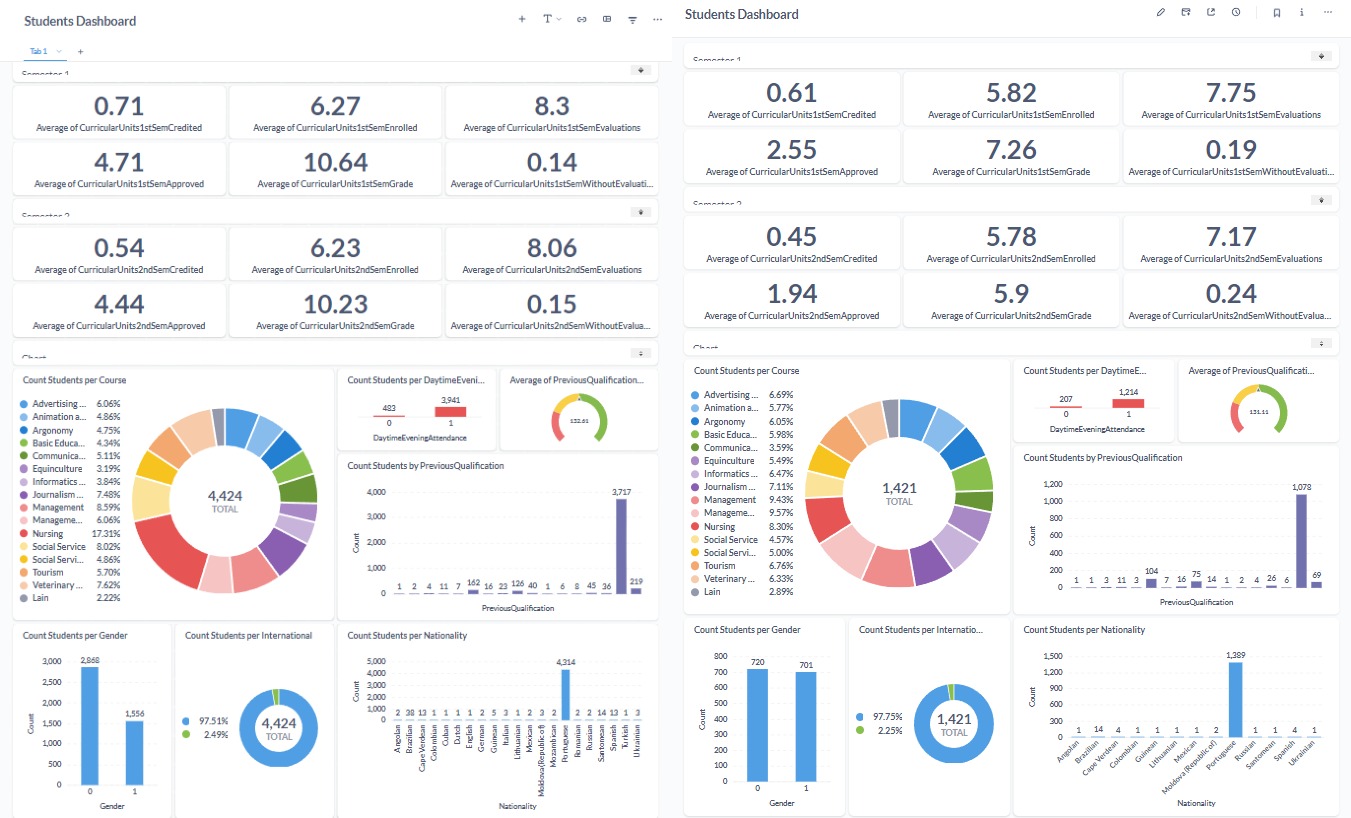 Students Dashboard
Tab 1
Semester 1
0.71
Average of CurricularUnits1stSemCredited
6.27
Average of CurricularUnits1stSemEnrolled
8.3
Average of CurricularUnits1stSemEvaluations
4.71
Average of CurricularUnits1stSemApproved
10.64
Average of CurricularUnits1stSemGrade
0.14
Average of CurricularUnits1stSemWithoutEvaluati...
Semester 2
0.54
Average of CurricularUnits2ndSemCredited
6.23
Average of CurricularUnits2ndSemEnrolled
8.06
Average of CurricularUnits2ndSemEvaluations
4.44
Average of CurricularUnits2ndSemApproved
10.23
Average of CurricularUnits2ndSemGrade
0.15
Average of CurricularUnits2ndSemWithoutEvalua...
Chart
Count Students per Course
Advertising ... 6.06%
Animation a... 4.86%
Argonomy 4.75%
Basic Educa... 4.34%
Communica... 5.11%
Equinculture 3.19%
Informatics ... 3.84%
Journalism ... 7.48%
Management 8.59%
Manageme... 6.06%
Nursing 17.31%
Social Service 8.02%
Social Servi... 4.86%
Tourism 5.70%
Veterinary ... 7.62%
Lain 2.22%
4,424
TOTAL
Count Students per DaytimeEveni...
483 3,941
0 1
DaytimeEveningAttendance
Average of PreviousQualification...
132.61
Count Students by PreviousQualification
Count
4,000
3,000
2,000
1,000
0
1 2 4 11 7 162 16 23 126 40 1 6 8 45 36 3,717 219
PreviousQualification
Count Students per Gender
Count
3,000
2,500
2,000
1,500
1,000
500
0
2,868 1,556
0 1
Gender
Count Students per International
97.51%
2.49%
4,424
TOTAL
Count Students per Nationality
Count
5,000
4,000
3,000
2,000
1,000
0
2 38 13 1 1 1 2 5 3 1 2 3 2 4,314 2 2 14 13 1 3
Angolan
Brazilian
Cape Verdean
Colombian
Cuban
Dutch
English
German
Guinean
Italian
Lithuanian
Mexican
Moldova (Republic of)
Mozambican
Portuguese
Romanian
Russian
Santomean
Spanish
Turkish
Ukrainian
Nationality
Students Dashboard
Semester 1
0.61
Average of CurricularUnits1stSemCredited
5.82
Average of CurricularUnits1stSemEnrolled
7.75
Average of CurricularUnits1stSemEvaluations
2.55
Average of CurricularUnits1stSemApproved
7.26
Average of CurricularUnits1stSemGrade
0.19
Average of CurricularUnits1stSemWithoutEvaluati...
Semester 2
0.45
Average of CurricularUnits2ndSemCredited
5.78
Average of CurricularUnits2ndSemEnrolled
7.17
Average of CurricularUnits2ndSemEvaluations
1.94
Average of CurricularUnits2ndSemApproved
5.9
Average of CurricularUnits2ndSemGrade
0.24
Average of CurricularUnits2ndSemWithoutEvalua...
Chart
Count Students per Course
Advertising ... 6.69%
Animation a... 5.77%
Argonomy 6.05%
Basic Educa... 5.98%
Communica... 3.59%
Equinculture 5.49%
Informatics ... 6.47%
Journalism ... 7.11%
Management 9.43%
Manageme... 9.57%
Nursing 8.30%
Social Service 4.57%
Social Servi... 5.00%
Tourism 6.76%
Veterinary ... 6.33%
Lain 2.89%
1,421
TOTAL
Count Students per DaytimeE...
207 1,214
0 1
DaytimeEveningAttendance
Average of PreviousQualificati...
131.11
Count Students by PreviousQualification
Count
1,200
1,000
800
600
400
200
0
1 1 3 11 3 104 7 16 75 14 1 2 4 26 6 1,078 69
PreviousQualification
Count Students per Gender
Count
800
700
600
500
400
300
200
100
0
720 701
0 1
Gender
Count Students per Internatio...
97.75%
2.25%
1,421
TOTAL
Count Students per Nationality
Count
1,500
1,200
900
600
300
0
1 14 4 1 1 1 1 2 1,389 1 1 4 1
Angolan
Brazilian
Cape Verdean
Colombian
Guinean
Lithuanian
Mexican
Moldova (Republic of)
Portuguese
Russian
Santomean
Spanish
Ukrainian
Nationality